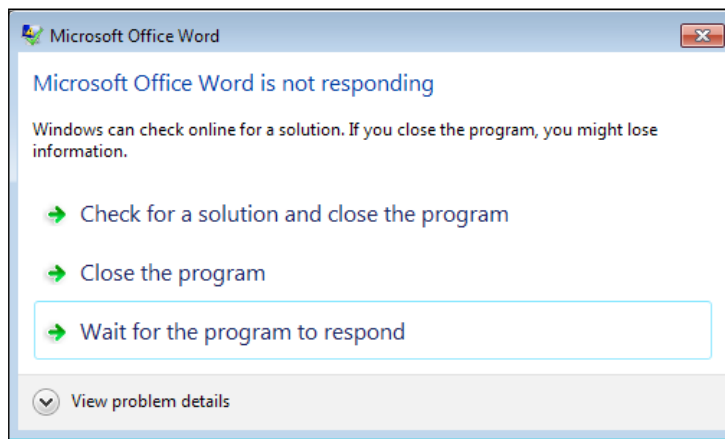 Microsoft Office Word
Microsoft Office Word is not responding
Windows can check online for a solution. If you close the program, you might lose
information.
Check for a solution and close the program
Close the program
Wait for the program to respond
View problem details